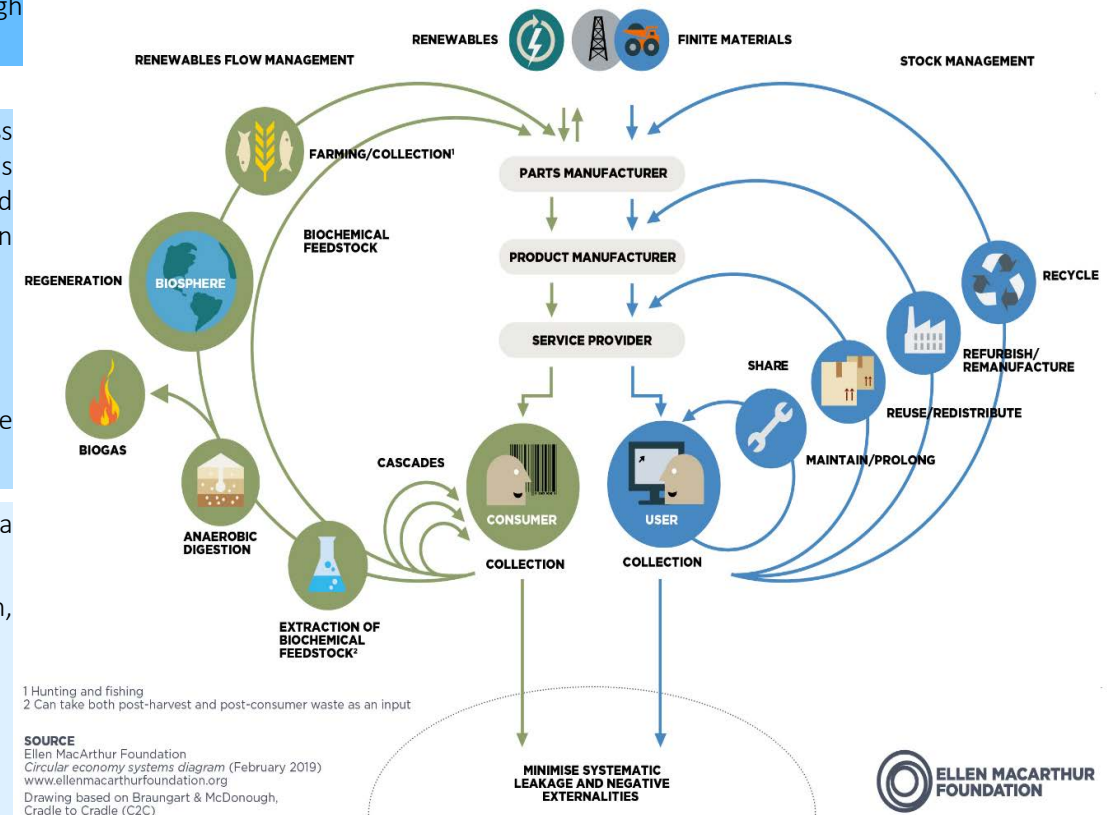 gh
ss
s
d
n
e
a
n,
RENEWABLES
FINITE MATERIALS
RENEWABLES FLOW MANAGEMENT
STOCK MANAGEMENT
FARMING/COLLECTION¹
PARTS MANUFACTURER
BIOCHEMICAL
FEEDSTOCK
PRODUCT MANUFACTURER
REGENERATION
BIOSPHERE
RECYCLE
SERVICE PROVIDER
SHARE
REFURBISH/
REMANUFACTURE
REUSE/REDISTRIBUTE
BIOGAS
CASCADES
MAINTAIN/PROLONG
CONSUMER
USER
ANAEROBIC
DIGESTION
COLLECTION
COLLECTION
EXTRACTION OF
BIOCHEMICAL
FEEDSTOCK²
1 Hunting and fishing
2 Can take both post-harvest and post-consumer waste as an input
SOURCE
Ellen MacArthur Foundation
Circular economy systems diagram (February 2019)
www.ellenmacarthurfoundation.org
Drawing based on Braungart & McDonough,
Cradle to Cradle (C2C)
MINIMISE SYSTEMATIC
LEAKAGE AND NEGATIVE
EXTERNALITIES
ELLEN MACARTHUR
FOUNDATION